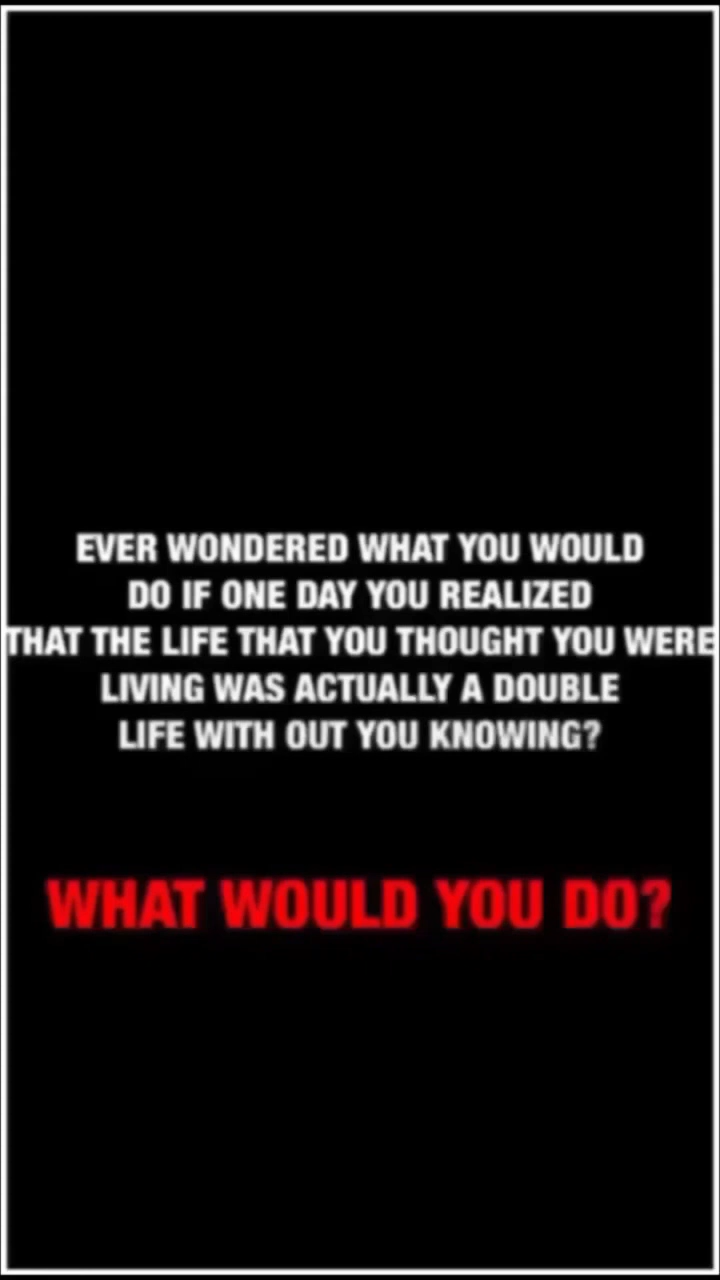 EVER WONDERED WHAT YOU WOULD
DO IF ONE DAY YOU REALIZED
THAT THE LIFE THAT YOU THOUGHT YOU WERE
LIVING WAS ACTUALLY A DOUBLE
LIFE WITH OUT YOU KNOWING?
WHAT WOULD YOU DO?